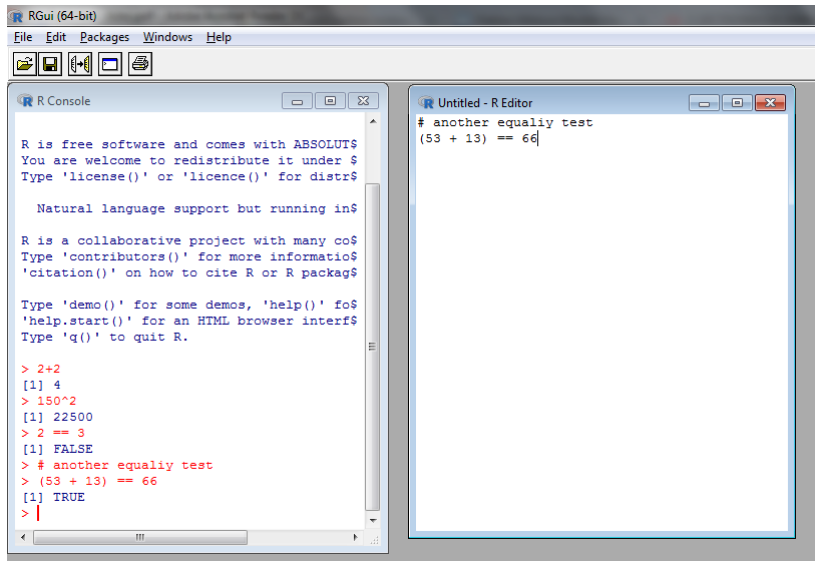 RGui (64-bit)
File Edit Packages Windows Help
R Console
R is free software and comes with ABSOLUT$
You are welcome to redistribute it under $
Type 'license()' or 'licence()' for distr$
Natural language support but running in$
R is a collaborative project with many co$
Type 'contributors()' for more informatio$
'citation()' on how to cite R or R packag$
Type 'demo()' for some demos, 'help()' fo$
'help.start()' for an HTML browser interf$
Type 'q()' to quit R.
> 2+2
[1] 4
> 150^2
[1] 22500
> 2 == 3
[1] FALSE
> # another equaliy test
> (53 + 13) == 66
[1] TRUE
>
Untitled - R Editor
# another equaliy test
(53 + 13) == 66